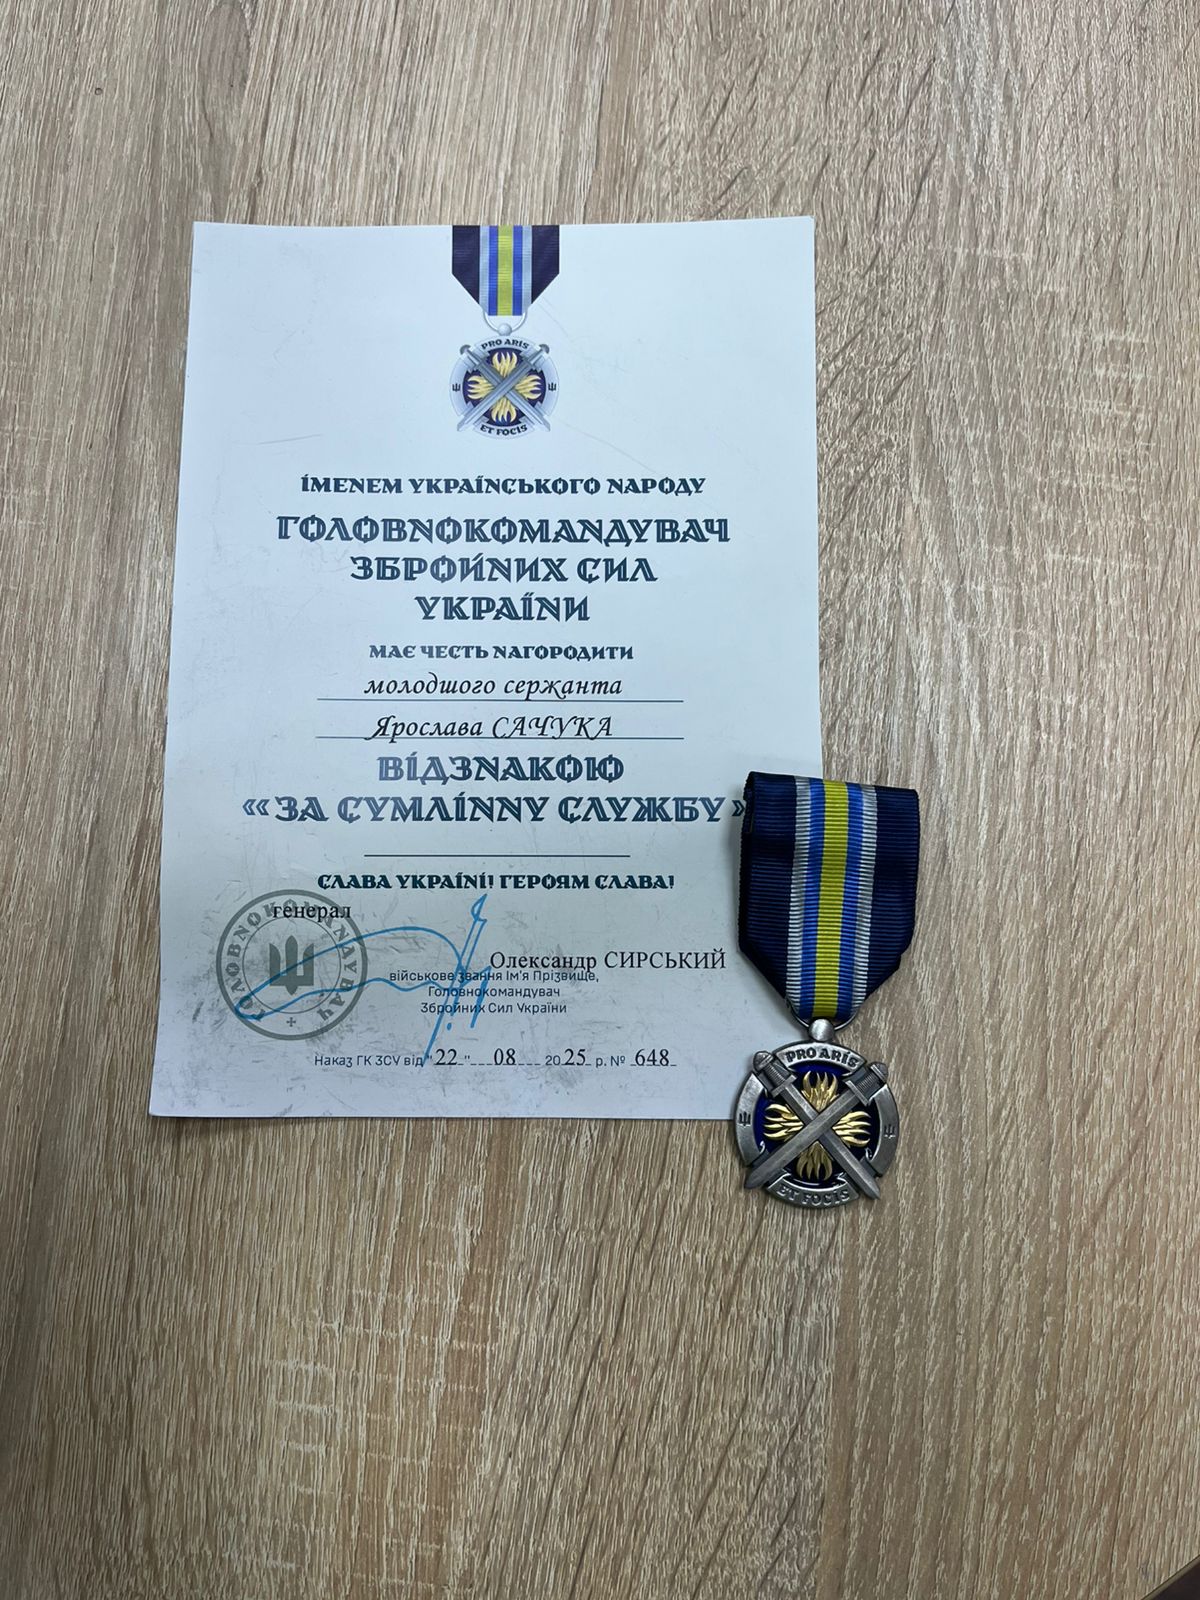 PRO ARIS
ET FOCIS
ІМЕНЕМ УКРАЇНСЬКОГО НАРОДУ
ГОЛОВНОКОМАНДУВАЧ
ЗБРОЙНИХ СИЛ
УКРАЇНИ
МАЄ ЧЕСТЬ НАГОРОДИТИ
молодшого сержанта
Ярослава САЧУКА
ВІДЗНАКОЮ
«ЗА СУМЛІННУ СЛУЖБУ»
СЛАВА УКРАЇНІ! ГЕРОЯМ СЛАВА!
генерал
ГОЛОВНОКОМАНДУВАЧ
Олександр СИРСЬКИЙ
військове звання Ім'я Прізвище,
Головнокомандувач
Збройних Сил України
Наказ ГК ЗСУ від "22" 08 2025 р. № 648
PRO ARIS
ET FOCIS